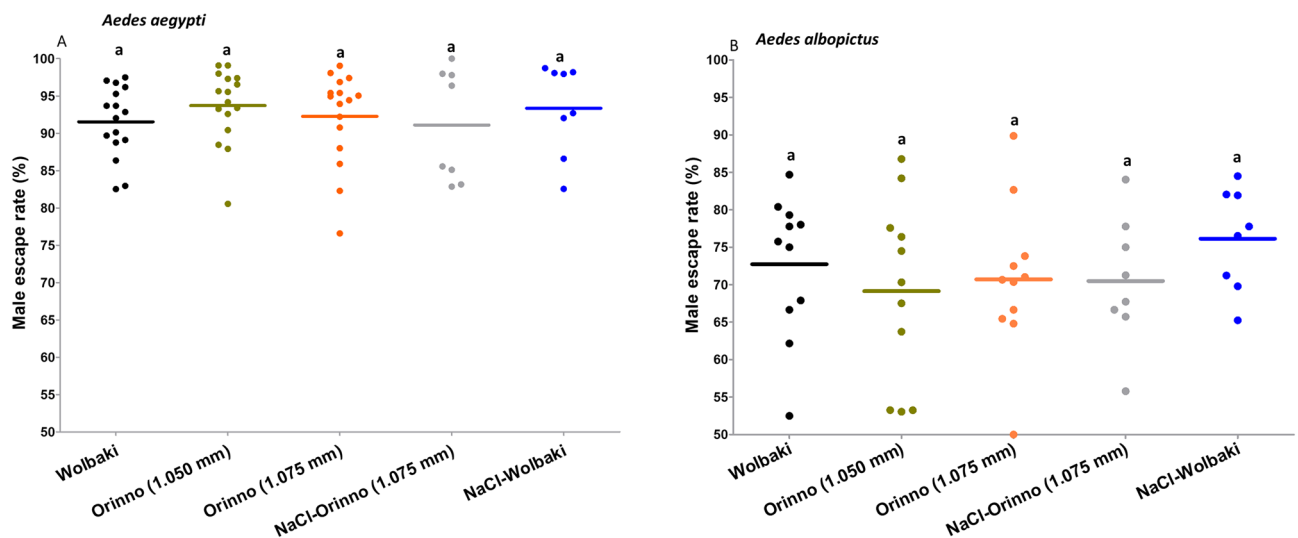 A
Aedes aegypti
a a a a a
Male escape rate (%)
100
95
90
85
80
75
70
65
60
55
50
Wolbaki
Orinno (1.050 mm)
Orinno (1.075 mm)
NaCl-Orinno (1.075 mm)
NaCl-Wolbaki
B
Aedes albopictus
a a a a a
Male escape rate (%)
100
95
90
85
80
75
70
65
60
55
50
Wolbaki
Orinno (1.050 mm)
Orinno (1.075 mm)
NaCl-Orinno (1.075 mm)
NaCl-Wolbaki